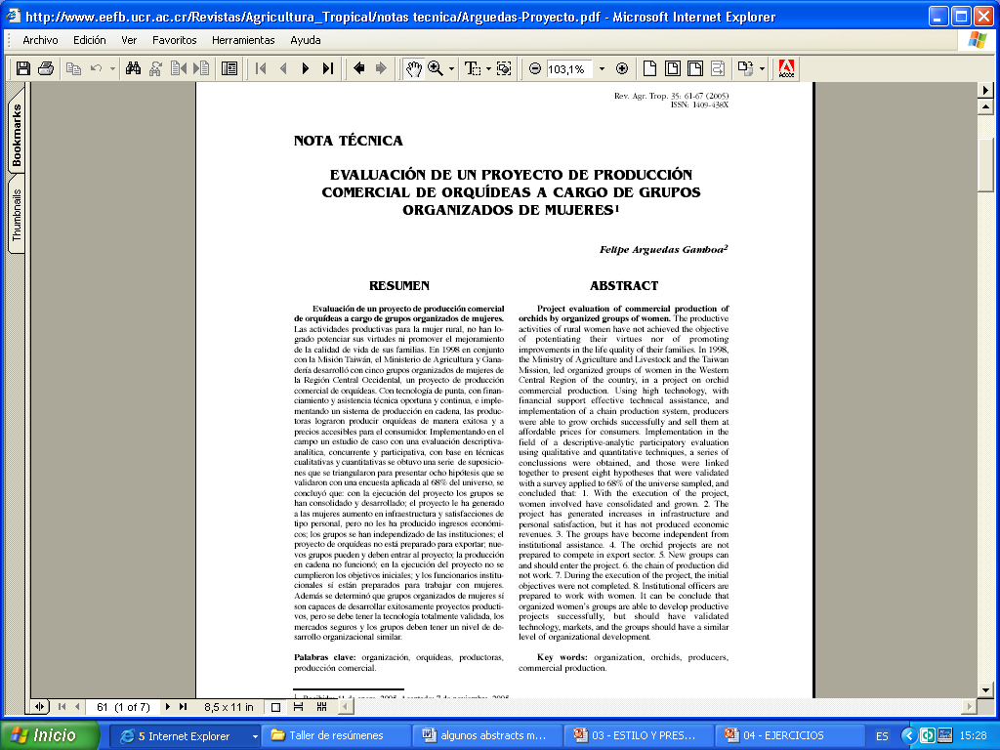 http://www.eefb.ucr.ac.cr/Revistas/Agricultura_Tropical/notas tecnica/Arguedas-Proyecto.pdf - Microsoft Internet Explorer
Archivo Edición Ver Favoritos Herramientas Ayuda
103,1%
Adobe
Bookmarks
Thumbnails
Rev. Agr. Trop. 35: 61-67 (2005)
ISSN: 1409-438X
NOTA TÉCNICA
EVALUACIÓN DE UN PROYECTO DE PRODUCCIÓN
COMERCIAL DE ORQUÍDEAS A CARGO DE GRUPOS
ORGANIZADOS DE MUJERES1
Felipe Arguedas Gamboa2
RESUMEN
Evaluación de un proyecto de producción comercial
de orquídeas a cargo de grupos organizados de mujeres.
Las actividades productivas para la mujer rural, no han lo-
grado potenciar sus virtudes ni promover el mejoramiento
de la calidad de vida de sus familias. En 1998 en conjunto
con la Misión Taiwán, el Ministerio de Agricultura y Gana-
dería desarrolló con cinco grupos organizados de mujeres de
la Región Central Occidental, un proyecto de producción
comercial de orquídeas. Con tecnología de punta, con finan-
ciamiento y asistencia técnica oportuna y continua, e imple-
mentando un sistema de producción en cadena, las produc-
toras lograron producir orquídeas de manera exitosa y a
precios accesibles para el consumidor. Implementando en el
campo un estudio de caso con una evaluación descriptiva-
analítica, concurrente y participativa, con base en técnicas
cualitativas y cuantitativas se obtuvo una serie de suposicio-
nes que se triangularon para presentar ocho hipótesis que se
validaron con una encuesta aplicada al 68% del universo, se
concluyó que: con la ejecución del proyecto los grupos se
han consolidado y desarrollado; el proyecto le ha generado
a las mujeres aumento en infraestructura y satisfacciones de
tipo personal, pero no les ha producido ingresos económi-
cos; los grupos se han independizado de las instituciones; el
proyecto de orquídeas no está preparado para exportar; nue-
vos grupos pueden y deben entrar al proyecto; la producción
en cadena no funcionó; en la ejecución del proyecto no se
cumplieron los objetivos iniciales; y los funcionarios institu-
cionales sí están preparados para trabajar con mujeres.
Además se determinó que grupos organizados de mujeres sí
son capaces de desarrollar exitosamente proyectos producti-
vos, pero se debe tener la tecnología totalmente validada, los
mercados seguros y los grupos deben tener un nivel de de-
sarrollo organizacional similar.
Palabras clave: organización, orquídeas, productoras,
producción comercial.
ABSTRACT
Project evaluation of commercial production of
orchids by organized groups of women. The productive
activities of rural women have not achieved the objective
of potentiating their virtues nor of promoting
improvements in the life quality of their families. In 1998,
the Ministry of Agriculture and Livestock and the Taiwan
Mission, led organized groups of women in the Western
Central Region of the country, in a project on orchid
commercial production. Using high technology, with
financial support effective technical assistance, and
implementation of a chain production system, producers
were able to grow orchids successfully and sell them at
affordable prices for consumers. Implementation in the
field of a descriptive-analytic participatory evaluation
using qualitative and quantitative techniques, a series of
conclussions were obtained, and those were linked
together to present eight hypotheses that were validated
with a survey applied to 68% of the universe sampled, and
concluded that: 1. With the execution of the project,
women involved have consolidated and grown. 2. The
project has generated increases in infrastructure and
personal satisfaction, but it has not produced economic
revenues. 3. The groups have become independent from
institutional assistance. 4. The orchid projects are not
prepared to compete in export sector. 5. New groups can
and should enter the project. 6. the chain of production did
not work. 7. During the execution of the project, the initial
objectives were not completed. 8. Institutional officers are
prepared to work with women. It can be conclude that
organized women's groups are able to develop productive
projects successfully, but should have validated
technology, markets, and the groups should have a similar
level of organizational development.
Key words: organization, orchids, producers,
commercial production.
61 (1 of 7)
8,5 x 11 in
Inicio
5 Internet Explorer
Taller de resúmenes
algunos abstracts m...
03 - ESTILO Y PRES...
04 - EJERCICIOS
ES
15:28